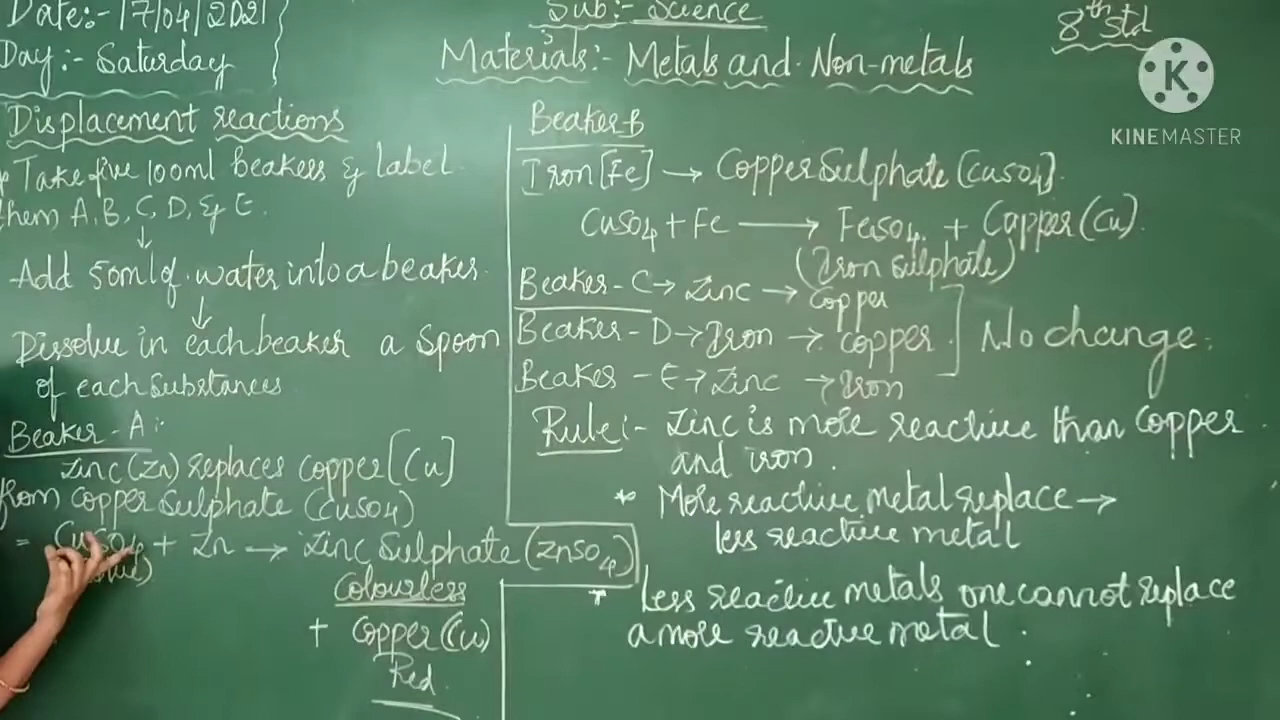 Date:- 17/04/2021
Day:- Saturday
Sub:- Science
8th Std
Materials:- Metals and Non-metals
KINEMASTER
Displacement reactions
* Take five 100ml beakers & label
them A, B, C, D, & E.
↓
Add 50ml of water into a beaker.
↓
Dissolve in each beaker a spoon
of each substances
Beaker-A:
Zinc(Zn) replaces copper[Cu]
from copper Sulphate (CuSO4)
= CuSO4 + Zn → Zinc Sulphate (ZnSO4)
Colourless
+ Copper(Cu)
Red
Beaker B
Iron[Fe] → Copper Sulphate [CuSO4].
CuSO4 + Fe → FeSO4 + Copper(Cu)
(Iron Sulphate)
Beaker - C → Zinc → Copper
Beaker - D → Iron → copper
Beaker - E → Zinc → Iron
] No change.
Rule:- Zinc is more reactive than Copper
and iron.
* More reactive metal replace →
less reactive metal
* Less reactive metals one cannot replace
a more reactive metal.